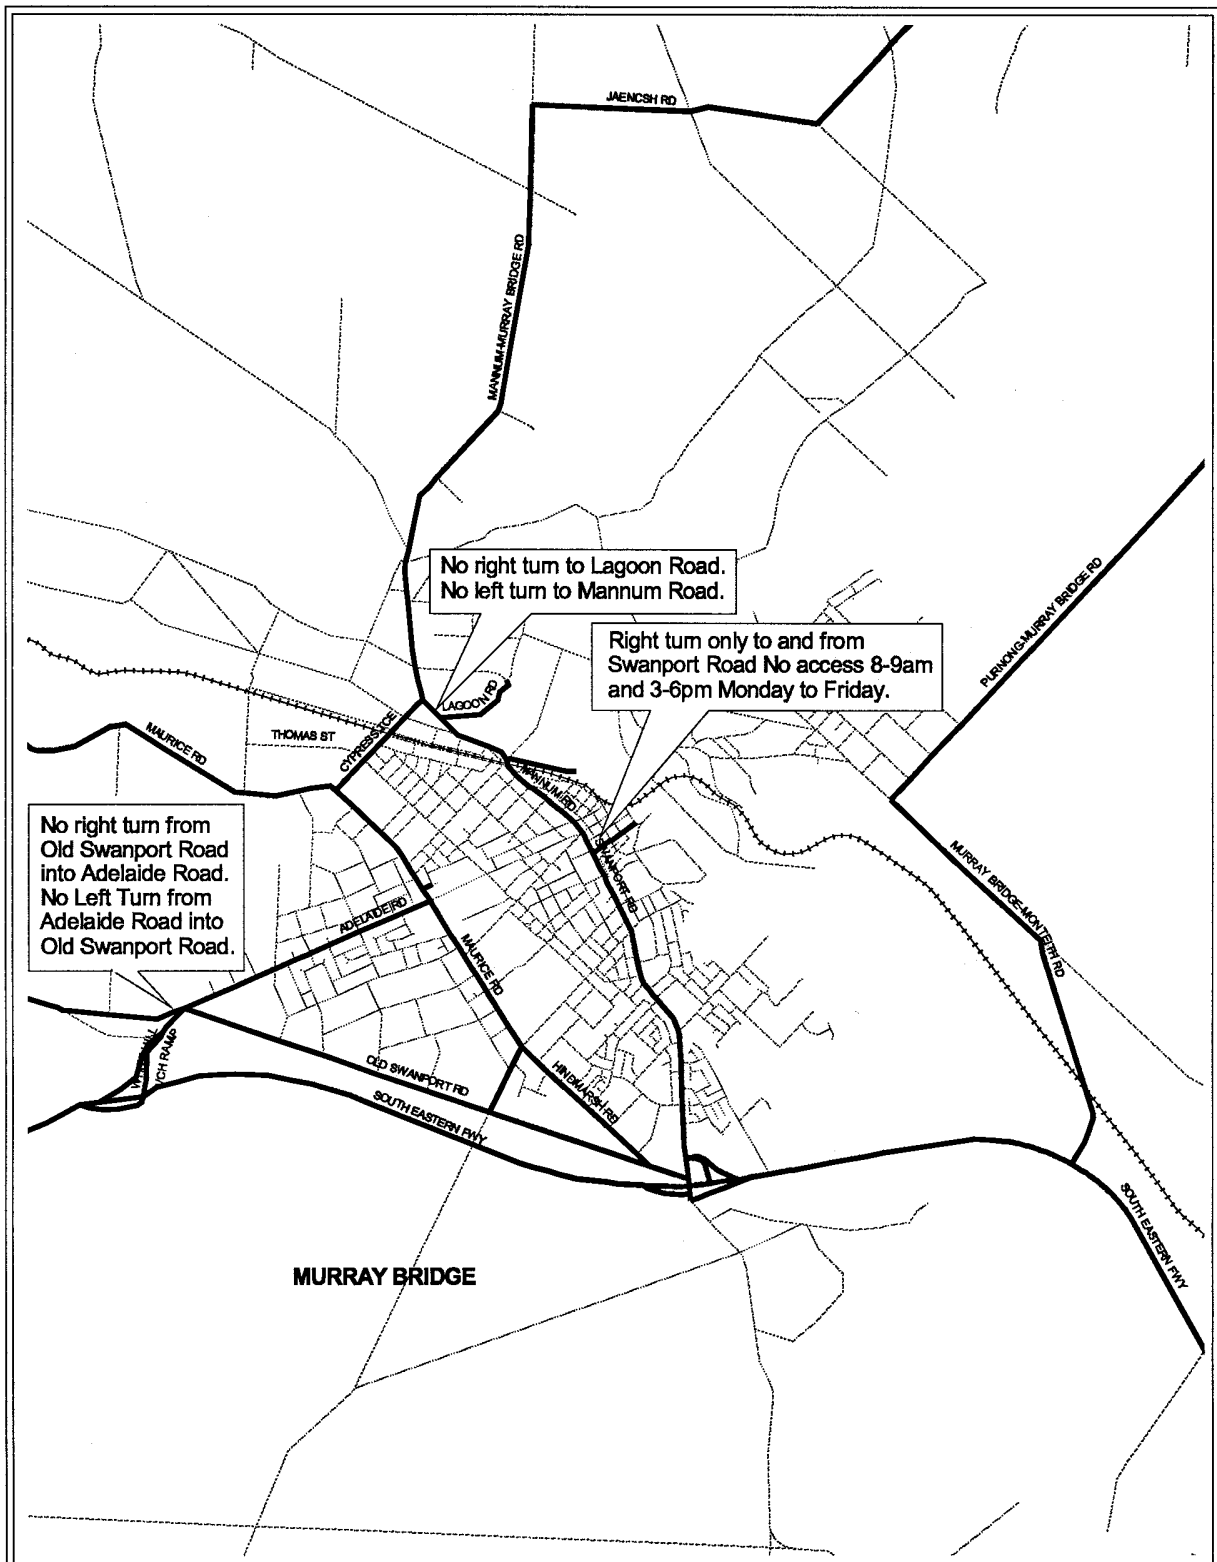 JAENCSH RD
MANNUM-MURRAY BRIDGE RD
No right turn to Lagoon Road.
No left turn to Mannum Road.
PURNONG-MURRAY BRIDGE RD
Right turn only to and from
Swanport Road No access 8-9am
and 3-6pm Monday to Friday.
LAGOON RD
MAURICE RD
THOMAS ST
CYPRESS TCE
MANNUM RD
No right turn from
Old Swanport Road
into Adelaide Road.
No Left Turn from
Adelaide Road into
Old Swanport Road.
SWANPORT RD
MURRAY BRIDGE-MONTEITH RD
ADELAIDE RD
MAURICE RD
RAMP
OLD SWANPORT RD
HINDMARSH RD
SOUTH EASTERN FWY
SOUTH EASTERN FWY
MURRAY BRIDGE